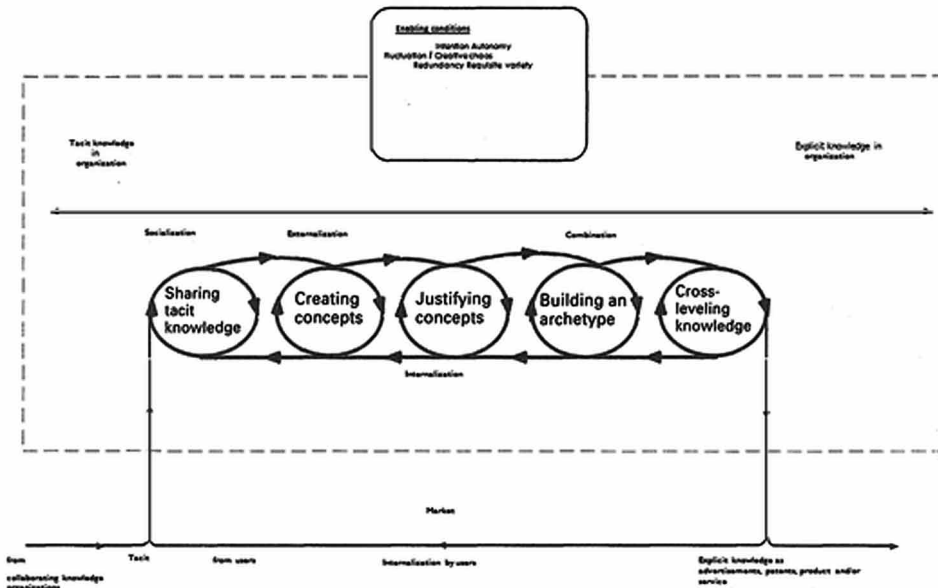 Enabling conditions
Intention Autonomy
Fluctuation / Creative chaos
Redundancy Requisite variety
Tacit knowledge
in
organization
Explicit knowledge in
organization
Socialization
Externalization
Combination
Sharing
tacit
knowledge
Creating
concepts
Justifying
concepts
Building an
archetype
Cross-
leveling
knowledge
Internalization
Market
from
collaborating knowledge
organizations
Tacit
from users
Internalization by users
Explicit knowledge as
advertisements, patents, product and/or
service